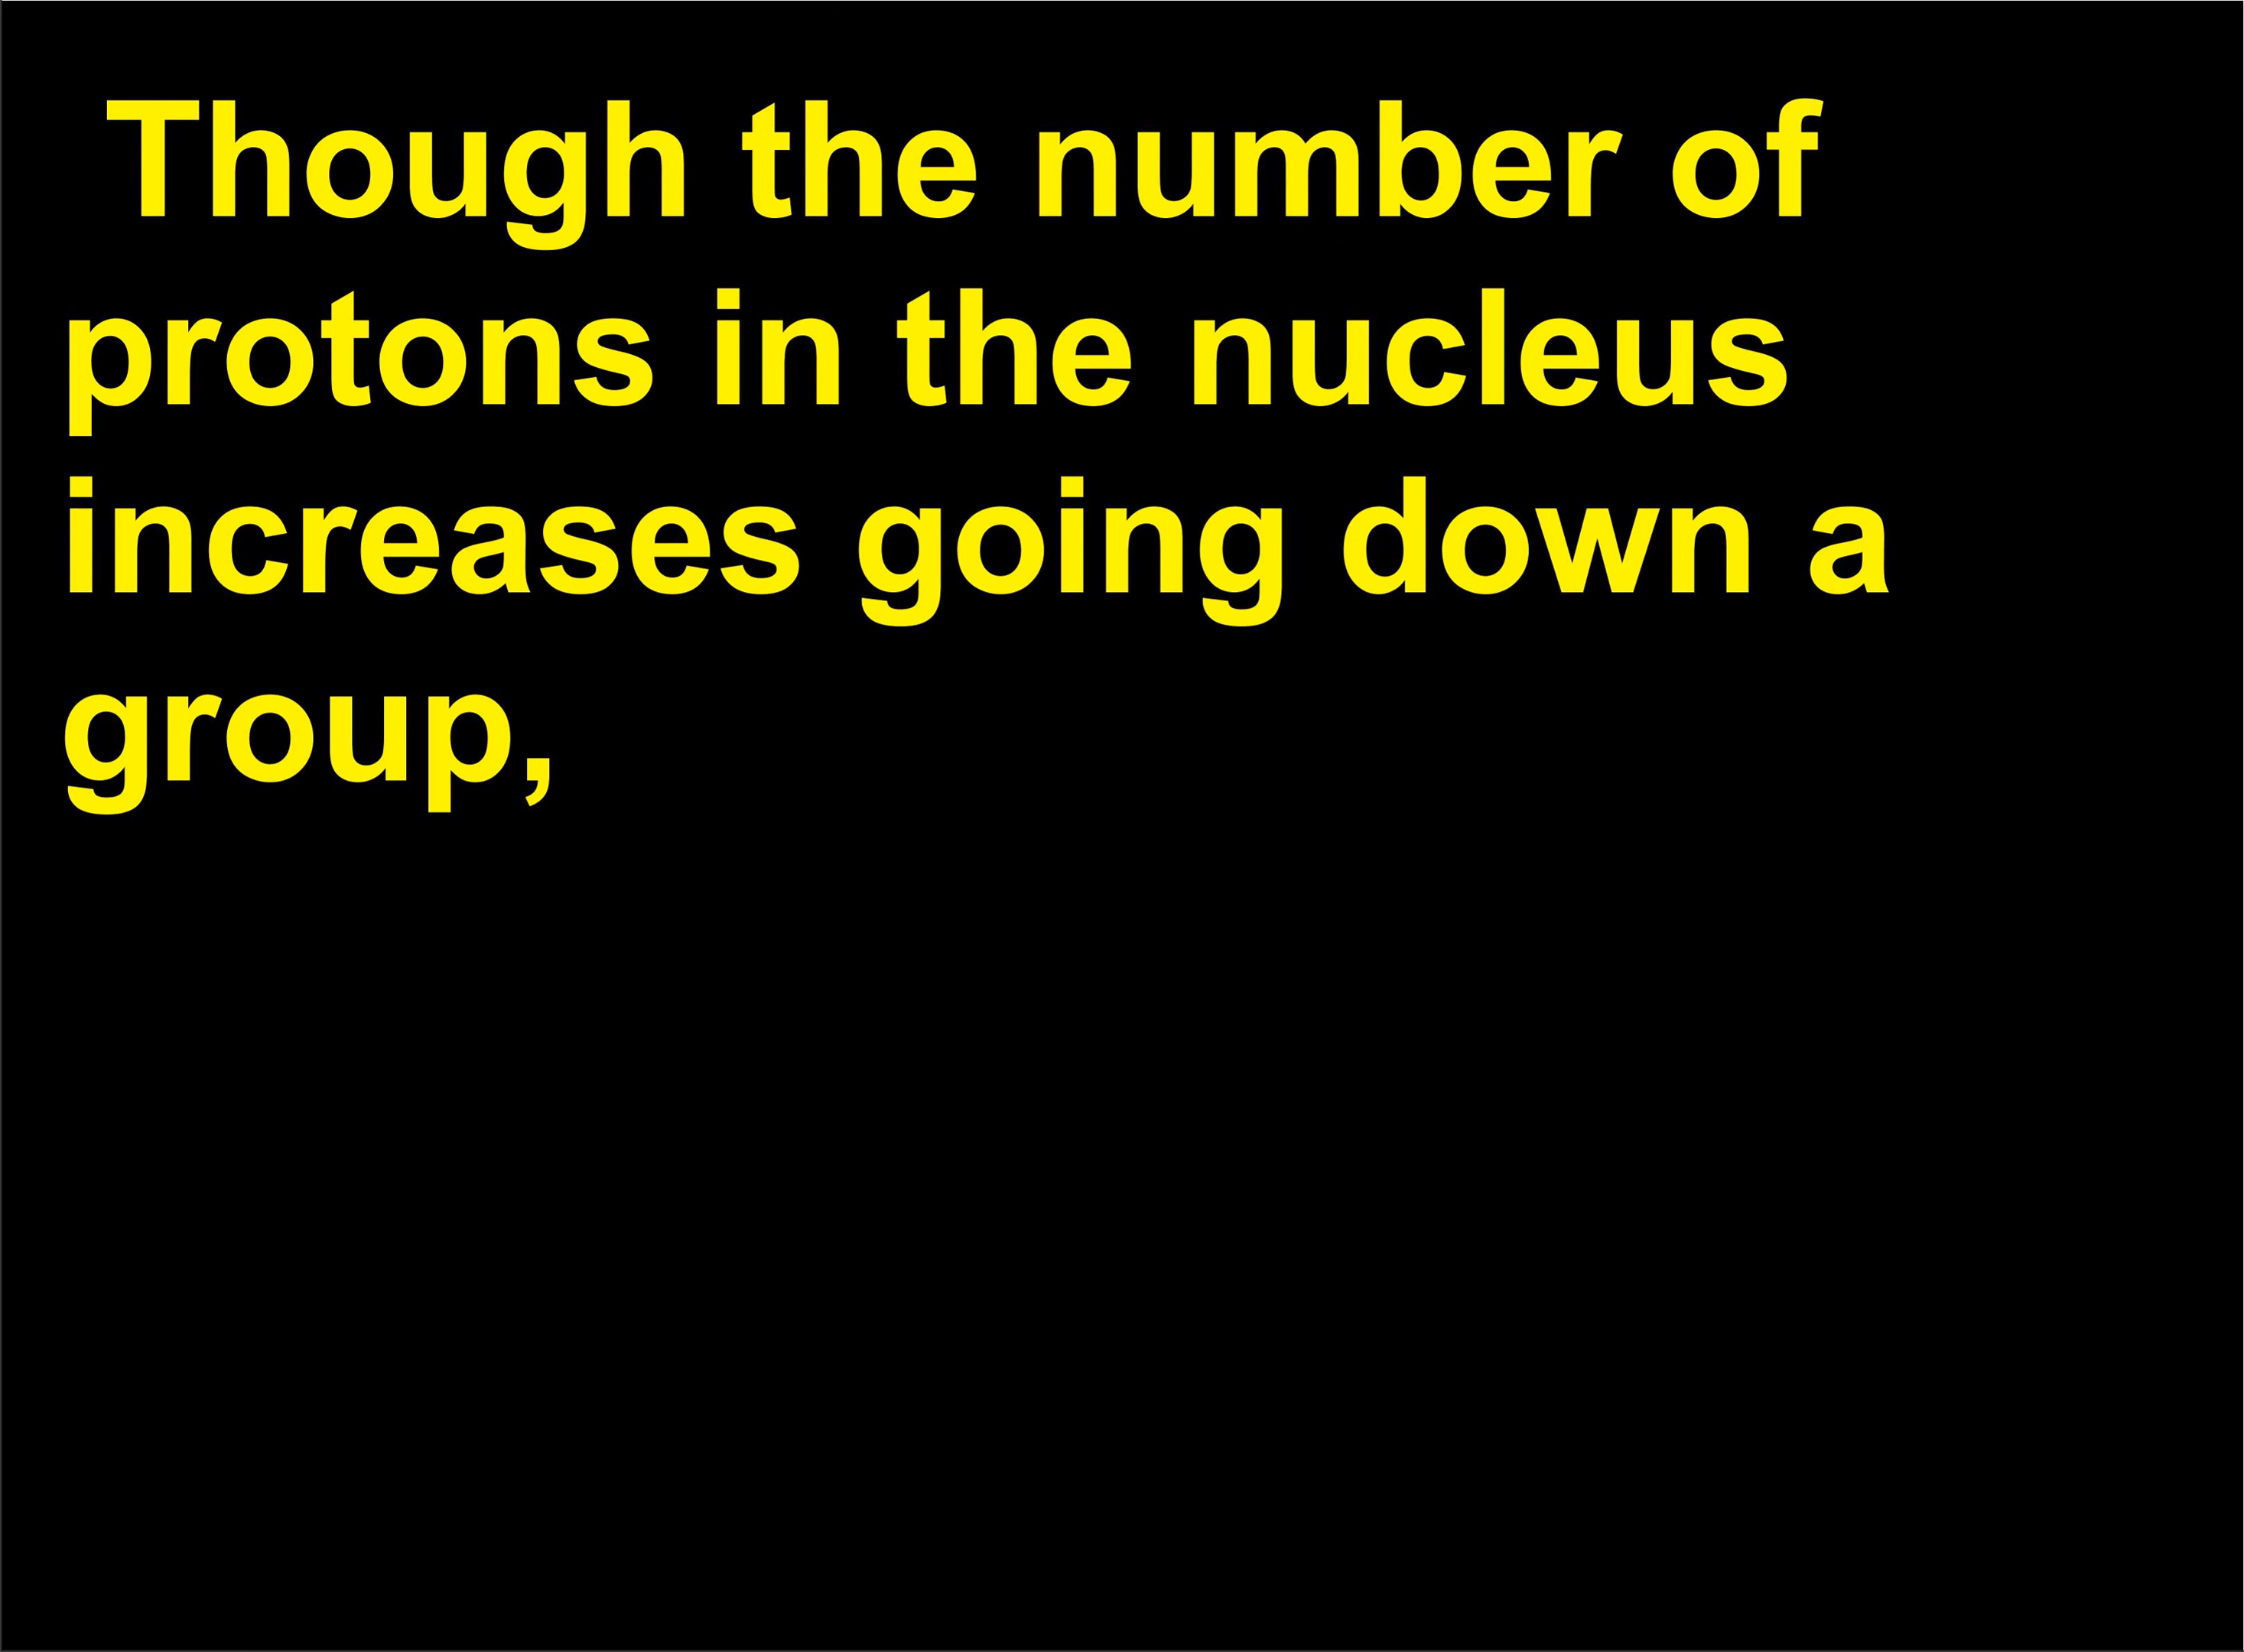 Though the number of
protons in the nucleus
increases going down a
group,